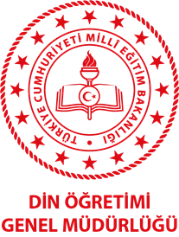 TÜRKİYE CUMHURİYETİ MİLLİ EĞİTİM BAKANLIĞI
DİN ÖĞRETİMİ
GENEL MÜDÜRLÜĞÜ